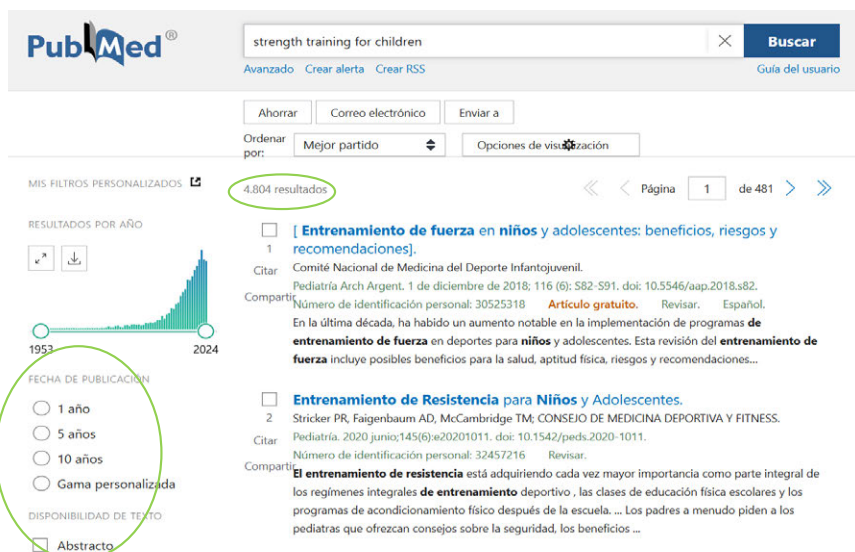 PubMed®
strength training for children
Buscar
Avanzado Crear alerta Crear RSS
Guía del usuario
Ahorrar Correo electrónico Enviar a
Ordenar por: Mejor partido Opciones de visualización
MIS FILTROS PERSONALIZADOS
4.804 resultados
Página 1 de 481
RESULTADOS POR AÑO
1953 2024
FECHA DE PUBLICACIÓN
1 año
5 años
10 años
Gama personalizada
DISPONIBILIDAD DE TEXTO
Abstracto
1
Citar
Compartir
[ Entrenamiento de fuerza en niños y adolescentes: beneficios, riesgos y
recomendaciones].
Comité Nacional de Medicina del Deporte Infantojuvenil.
Pediatría Arch Argent. 1 de diciembre de 2018; 116 (6): S82-S91. doi: 10.5546/aap.2018.s82.
Número de identificación personal: 30525318 Artículo gratuito. Revisar. Español.
En la última década, ha habido un aumento notable en la implementación de programas de
entrenamiento de fuerza en deportes para niños y adolescentes. Esta revisión del entrenamiento de
fuerza incluye posibles beneficios para la salud, aptitud física, riesgos y recomendaciones...
2
Citar
Compartir
Entrenamiento de Resistencia para Niños y Adolescentes.
Stricker PR, Faigenbaum AD, McCambridge TM; CONSEJO DE MEDICINA DEPORTIVA Y FITNESS.
Pediatría. 2020 junio;145(6):e20201011. doi: 10.1542/peds.2020-1011.
Número de identificación personal: 32457216 Revisar.
El entrenamiento de resistencia está adquiriendo cada vez mayor importancia como parte integral de
los regímenes integrales de entrenamiento deportivo , las clases de educación física escolares y los
programas de acondicionamiento físico después de la escuela. ... Los padres a menudo piden a los
pediatras que ofrezcan consejos sobre la seguridad, los beneficios ...